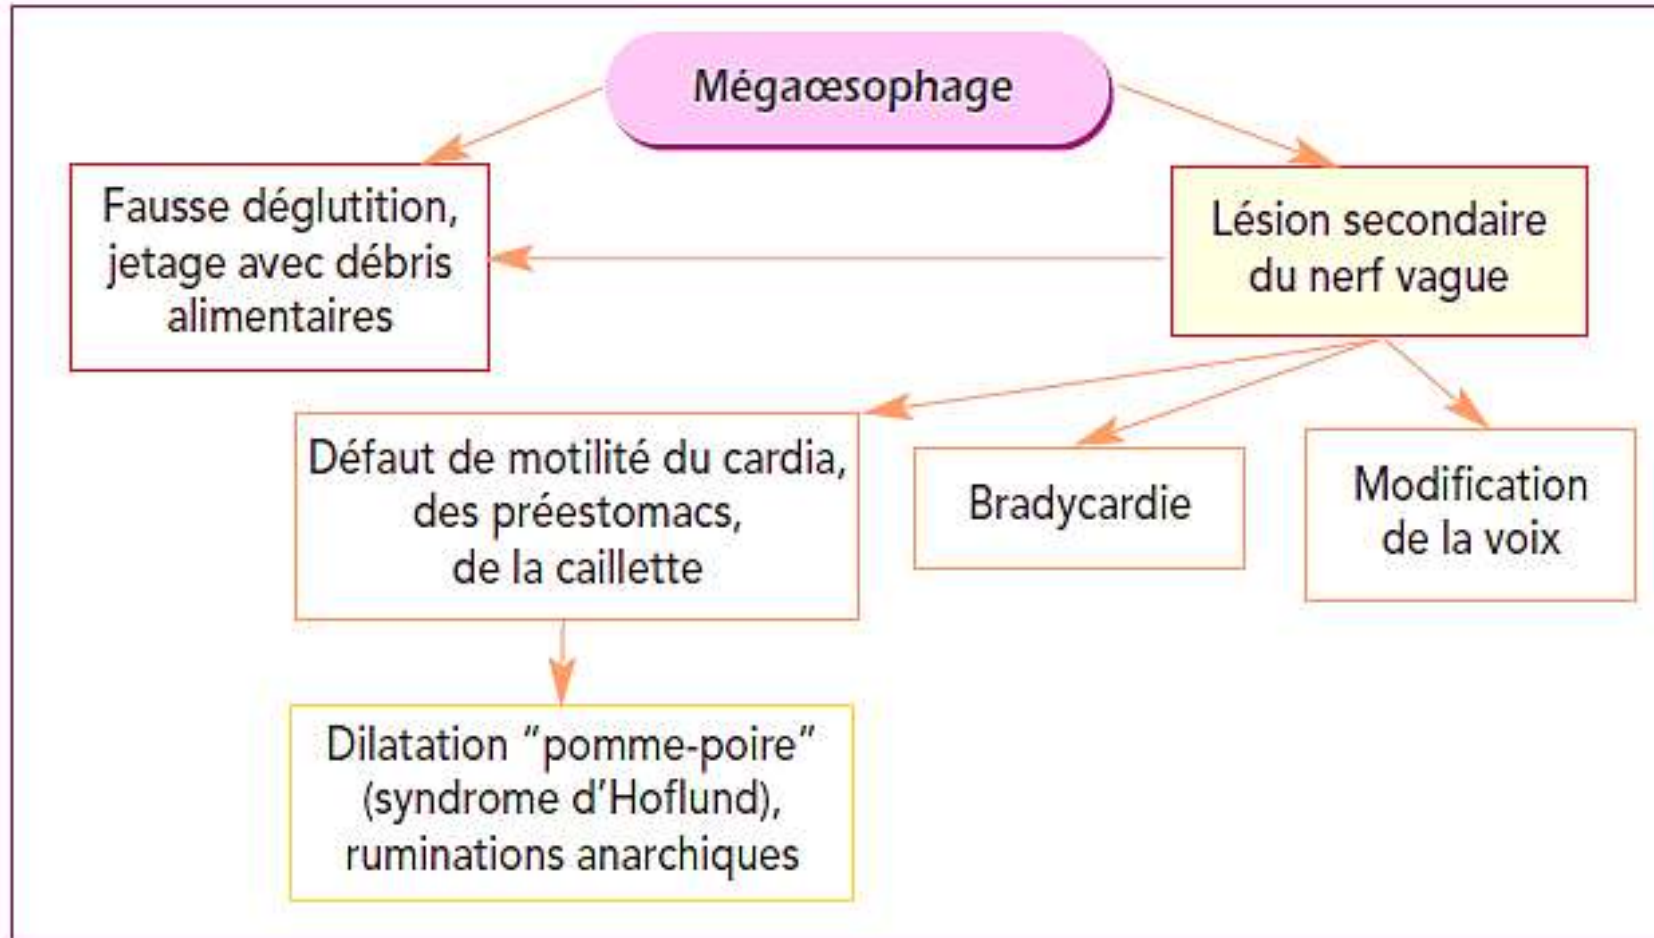 Mégaœsophage
Fausse déglutition,
jetage avec débris
alimentaires
Lésion secondaire
du nerf vague
Défaut de motilité du cardia,
des préestomacs,
de la caillette
Bradycardie
Modification
de la voix
Dilatation “pomme-poire”
(syndrome d’Hoflund),
ruminations anarchiques